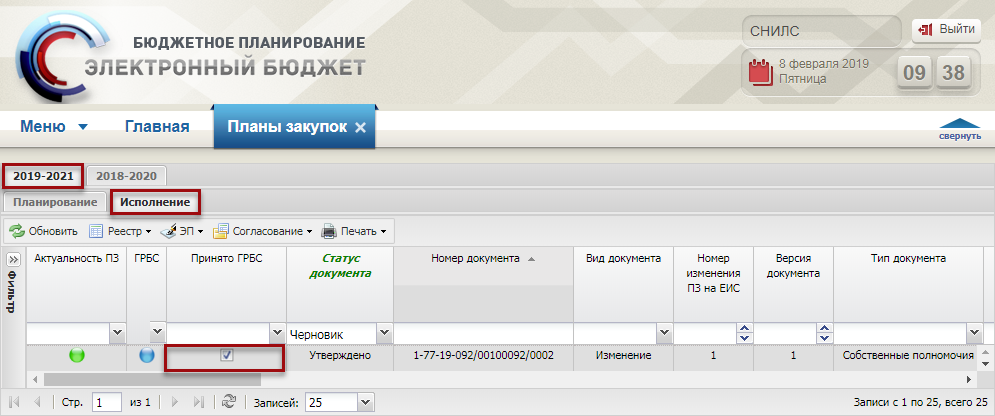 БЮДЖЕТНОЕ ПЛАНИРОВАНИЕ
ЭЛЕКТРОННЫЙ БЮДЖЕТ
СНИЛС
Выйти
8 февраля 2019
Пятница
09 38
Меню Главная Планы закупок
свернуть
2019-2021 2018-2020
Планирование Исполнение
Обновить Реестр ЭП Согласование Печать
Фильтр
Актуальность ПЗ ГРБС Принято ГРБС Статус документа Номер документа Вид документа Номер изменения ПЗ на ЕИС Версия документа Тип документа
Черновик
Утверждено 1-77-19-092/00100092/0002 Изменение 1 1 Собственные полномочия
Стр. 1 из 1 Записей: 25 Записи с 1 по 25, всего 25